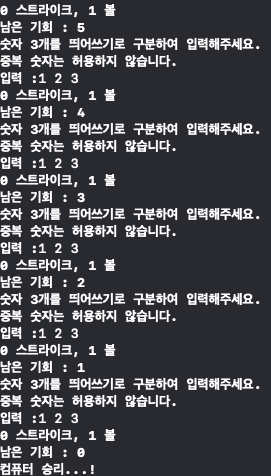 0 스트라이크, 1 볼
남은 기회 : 5
숫자 3개를 띄어쓰기로 구분하여 입력해주세요.
중복 숫자는 허용하지 않습니다.
입력 :1 2 3
0 스트라이크, 1 볼
남은 기회 : 4
숫자 3개를 띄어쓰기로 구분하여 입력해주세요.
중복 숫자는 허용하지 않습니다.
입력 :1 2 3
0 스트라이크, 1 볼
남은 기회 : 3
숫자 3개를 띄어쓰기로 구분하여 입력해주세요.
중복 숫자는 허용하지 않습니다.
입력 :1 2 3
0 스트라이크, 1 볼
남은 기회 : 2
숫자 3개를 띄어쓰기로 구분하여 입력해주세요.
중복 숫자는 허용하지 않습니다.
입력 :1 2 3
0 스트라이크, 1 볼
남은 기회 : 1
숫자 3개를 띄어쓰기로 구분하여 입력해주세요.
중복 숫자는 허용하지 않습니다.
입력 :1 2 3
0 스트라이크, 1 볼
남은 기회 : 0
컴퓨터 승리...!